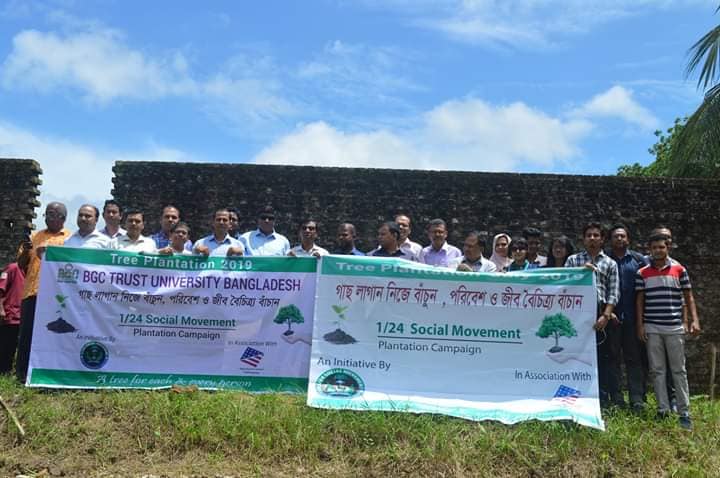 Tree Plantation 2019
BGC TRUST UNIVERSITY BANGLADESH
গাছ লাগান নিজে বাঁচুন, পরিবেশ ও জীব বৈচিত্র্য বাঁচান
1/24 Social Movement
Plantation Campaign
An Initiative By
In Association With
A tree for each & every person
Tree Plantation 2019
গাছ লাগান নিজে বাঁচুন , পরিবেশ ও জীব বৈচিত্র্য বাঁচান
1/24 Social Movement
Plantation Campaign
An Initiative By
In Association With